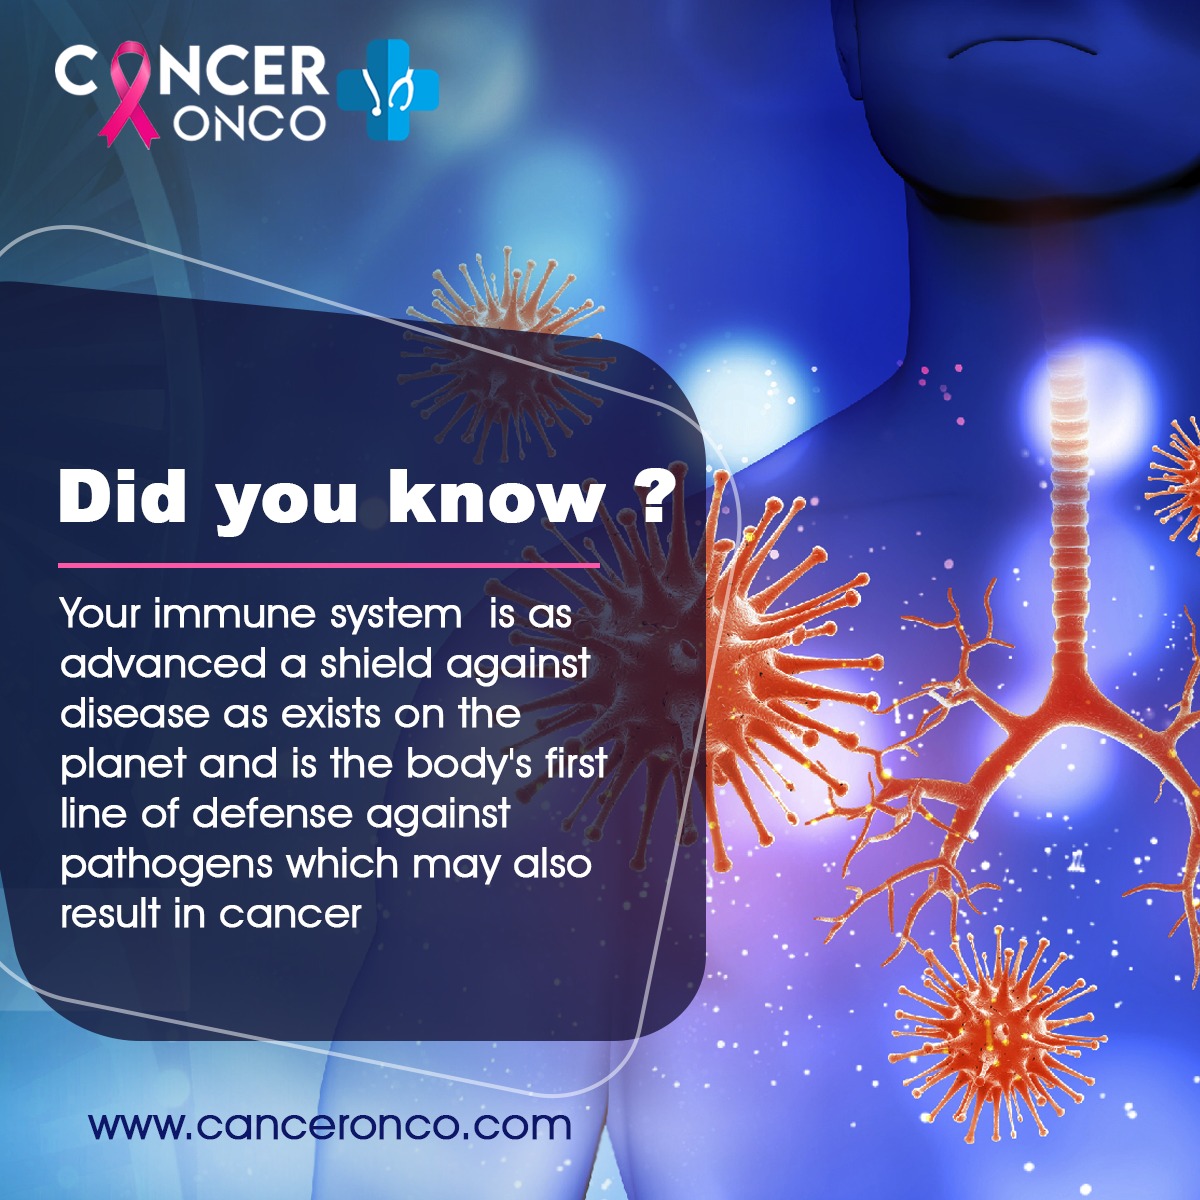 CANCER
ONCO
Did you know ?
Your immune system  is as
advanced a shield against
disease as exists on the
planet and is the body's first
line of defense against
pathogens which may also
result in cancer
www.canceronco.com